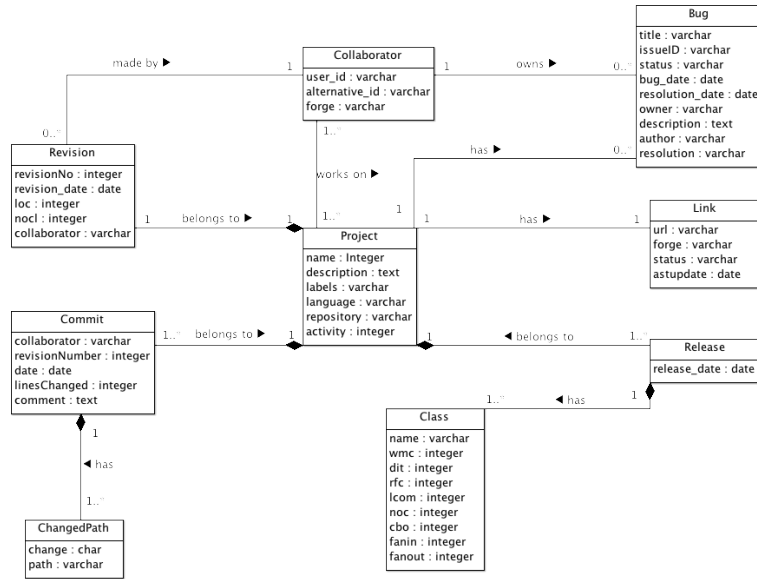 Bug
title : varchar
issueID : varchar
status : varchar
bug_date : date
resolution_date : date
owner : varchar
description : text
author : varchar
resolution : varchar
Collaborator
user_id : varchar
alternative_id : varchar
forge : varchar
made by ▶
1
0..*
1
owns ▶
0..*
1..*
works on ▶
1..*
1
has ▶
0..*
Revision
revisionNo : integer
revision_date : date
loc : integer
nocl : integer
collaborator : varchar
1
belongs to ▶
1
Project
name : Integer
description : text
labels : varchar
language : varchar
repository : varchar
activity : integer
1
has ▶
1
Link
url : varchar
forge : varchar
status : varchar
astupdate : date
Commit
collaborator : varchar
revisionNumber : integer
date : date
linesChanged : integer
comment : text
1..*
belongs to ▶
1
1
◀ belongs to
1..*
Release
release_date : date
1
◀ has
1..*
Class
name : varchar
wmc : integer
dit : integer
rfc : integer
lcom : integer
noc : integer
cbo : integer
fanin : integer
fanout : integer
1
◀ has
1..*
ChangedPath
change : char
path : varchar